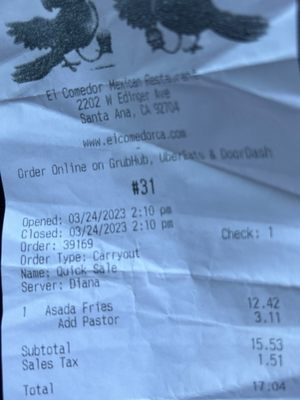 El Comedor Mexican Restaurant
2202 W Edinger Ave
Santa Ana, CA 92704
www.elcomedorca.com
Order Online on GrubHub, UberEats & DoorDash
#31
Opened: 03/24/2023 2:10 pm
Closed: 03/24/2023 2:10 pm
Order: 39169 Check: 1
Order Type: Carryout
Name: Quick Sale
Server: Diana
1 Asada Fries 12.42
Add Pastor 3.11
Subtotal 15.53
Sales Tax 1.51
Total 17.04